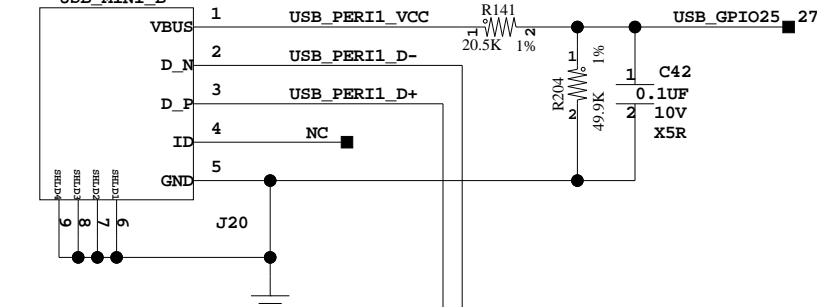 USB_MINI_B
VBUS 1 USB_PERI1_VCC
R141
1 2
20.5K 1%
USB_GPIO25 27
D_N 2 USB_PERI1_D-
D_P 3 USB_PERI1_D+
ID 4 NC
GND 5
1 1%
R204
2 49.9K
1 C42
0.1UF
2 10V
X5R
SHLD4 SHLD3 SHLD2 SHLD1
9 8 7 6
J20